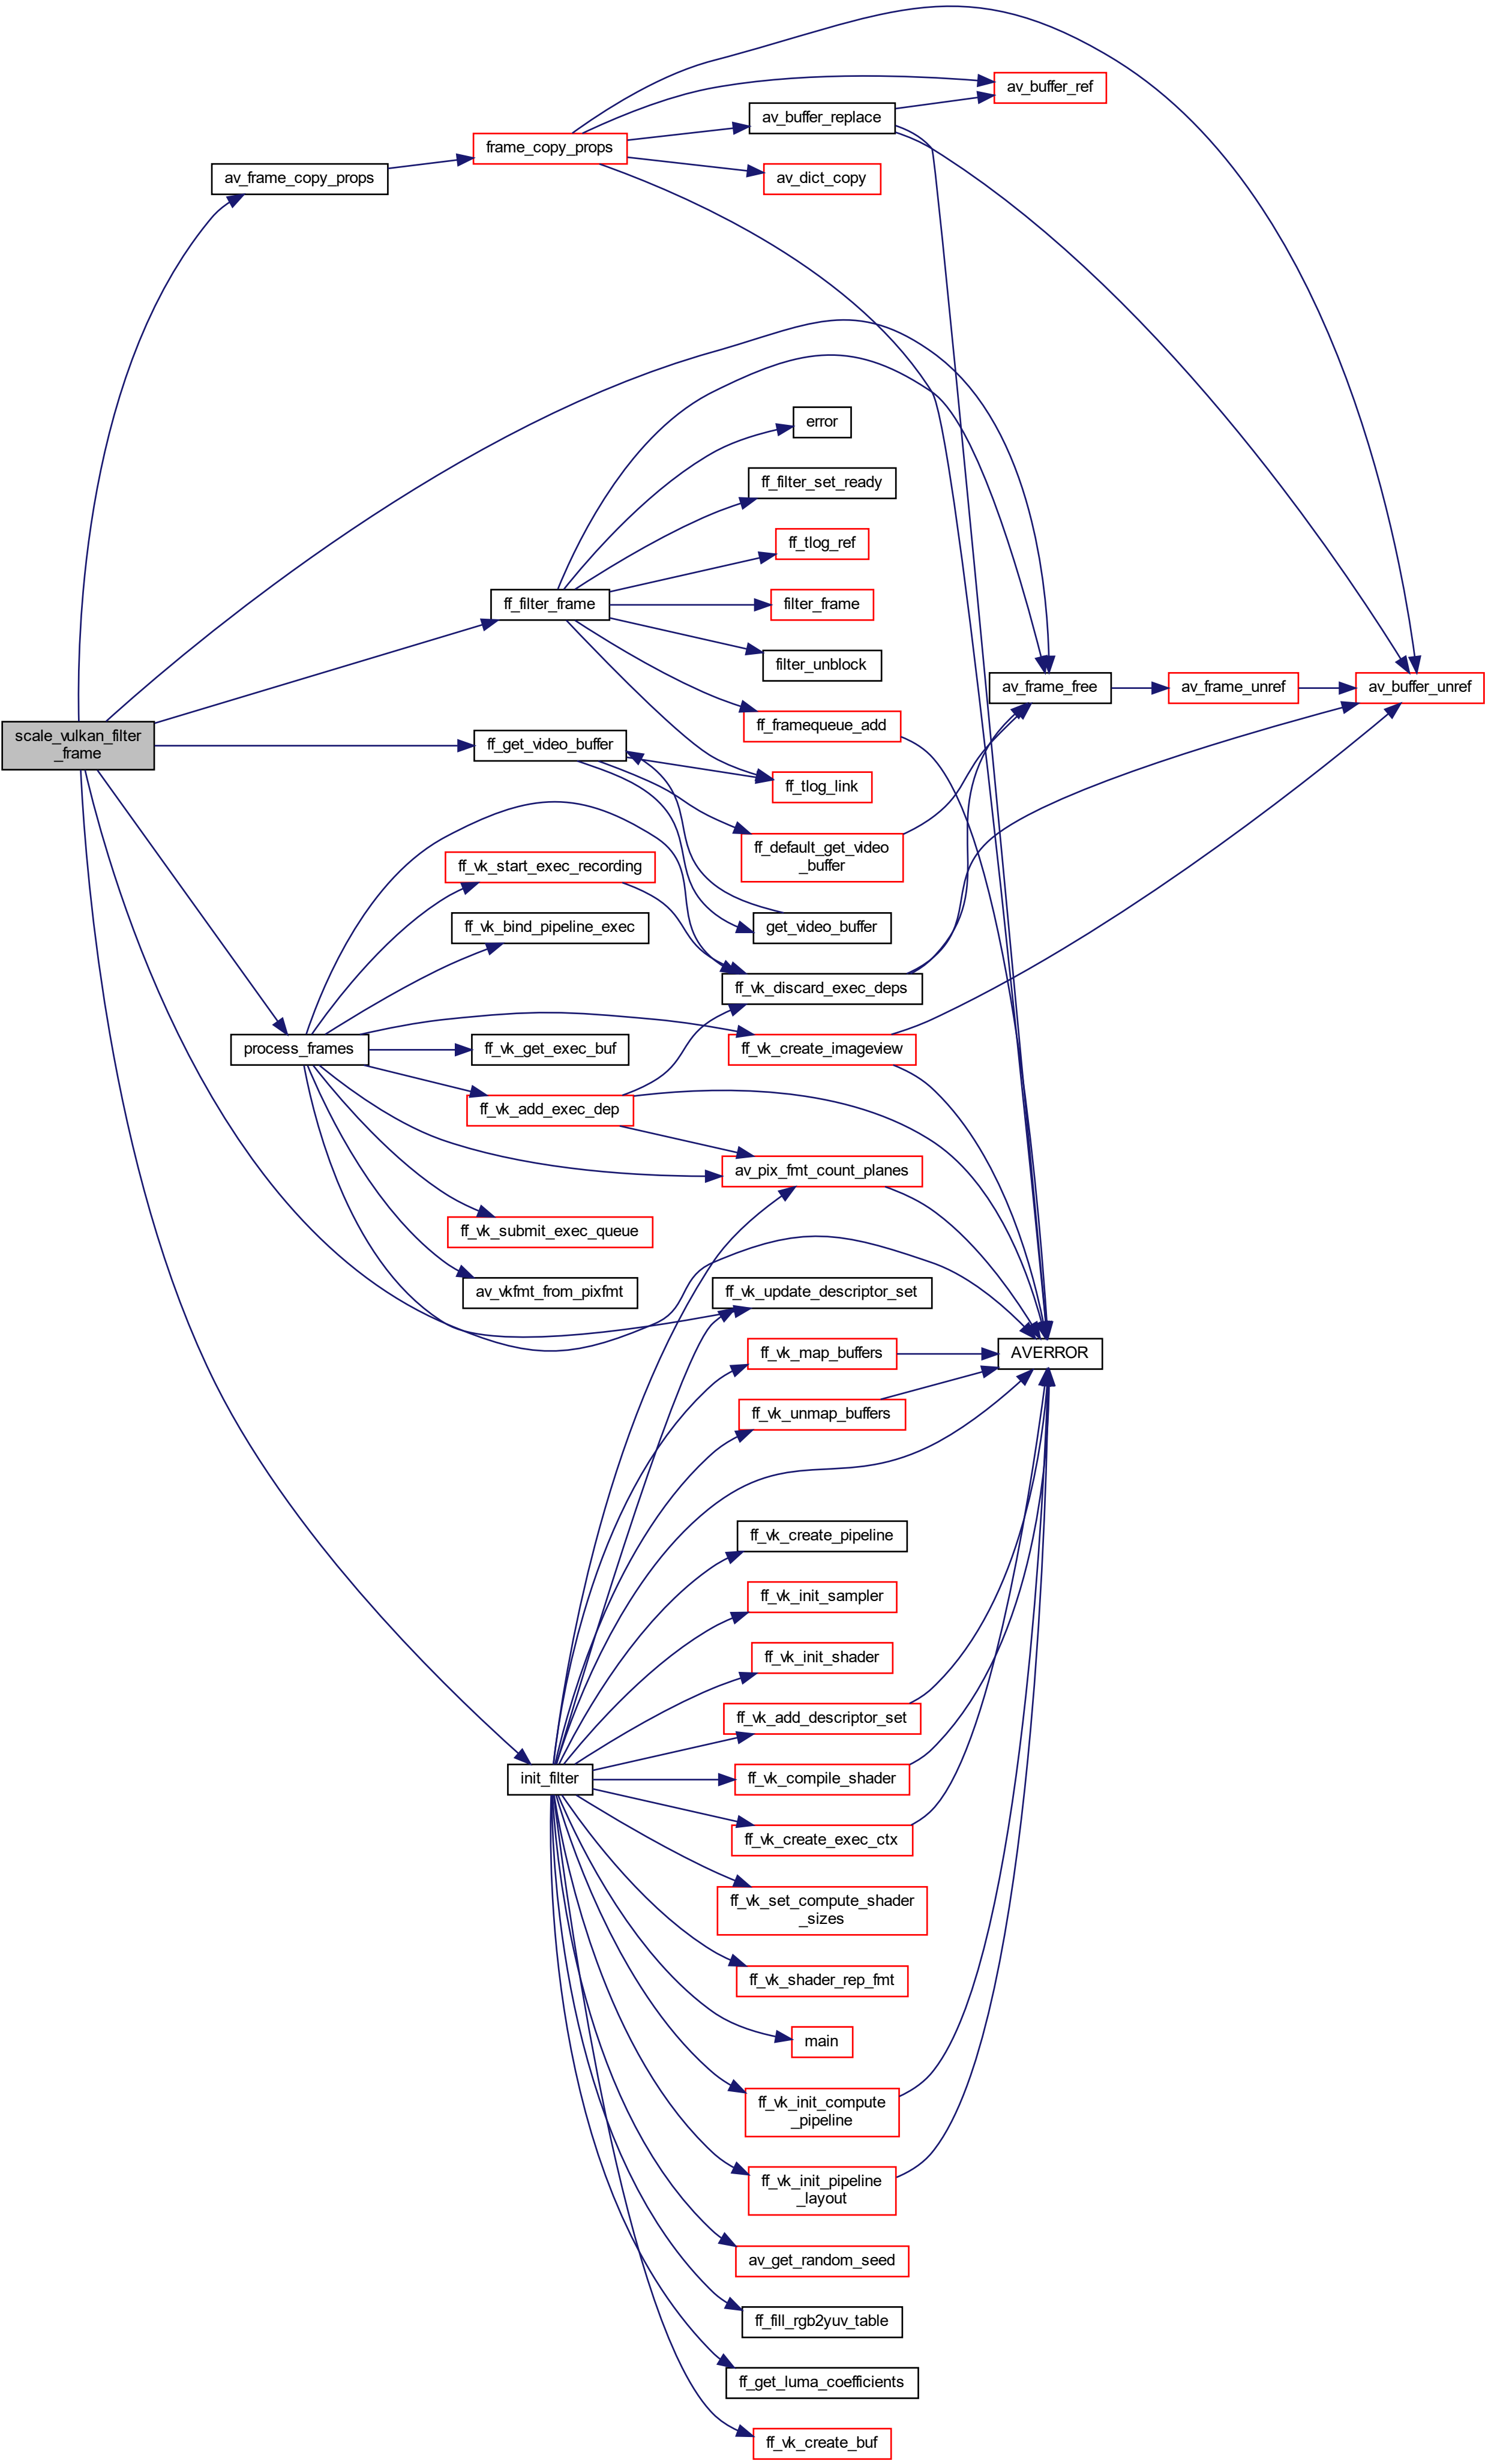 av_buffer_ref
av_buffer_replace
frame_copy_props
av_frame_copy_props
av_dict_copy
error
ff_filter_set_ready
ff_tlog_ref
ff_filter_frame
filter_frame
filter_unblock
av_frame_free
av_frame_unref
av_buffer_unref
ff_framequeue_add
scale_vulkan_filter
_frame
ff_get_video_buffer
ff_tlog_link
ff_default_get_video
_buffer
ff_vk_start_exec_recording
ff_vk_bind_pipeline_exec
get_video_buffer
ff_vk_discard_exec_deps
process_frames
ff_vk_get_exec_buf
ff_vk_create_imageview
ff_vk_add_exec_dep
av_pix_fmt_count_planes
ff_vk_submit_exec_queue
av_vkfmt_from_pixfmt
ff_vk_update_descriptor_set
ff_vk_map_buffers
AVERROR
ff_vk_unmap_buffers
ff_vk_create_pipeline
ff_vk_init_sampler
ff_vk_init_shader
ff_vk_add_descriptor_set
init_filter
ff_vk_compile_shader
ff_vk_create_exec_ctx
ff_vk_set_compute_shader
_sizes
ff_vk_shader_rep_fmt
main
ff_vk_init_compute
_pipeline
ff_vk_init_pipeline
_layout
av_get_random_seed
ff_fill_rgb2yuv_table
ff_get_luma_coefficients
ff_vk_create_buf